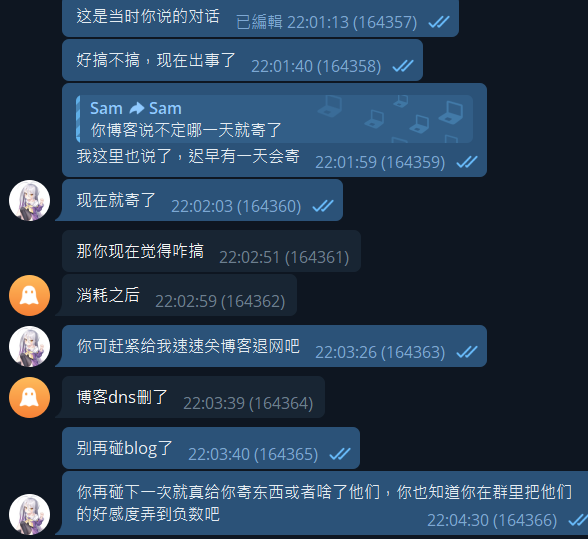 这是当时你说的对话 已編輯 22:01:13 (164357)
好搞不搞，现在出事了 22:01:40 (164358)
Sam ➦ Sam
你博客说不定哪一天就寄了
我这里也说了，迟早有一天会寄 22:01:59 (164359)
现在就寄了 22:02:03 (164360)
那你现在觉得咋搞 22:02:51 (164361)
消耗之后 22:02:59 (164362)
你可赶紧给我速速关博客退网吧 22:03:26 (164363)
博客dns删了 22:03:39 (164364)
别再碰blog了 22:03:40 (164365)
你再碰下一次就真给你寄东西或者啥了他们，你也知道你在群里把他们
的好感度弄到负数吧 22:04:30 (164366)